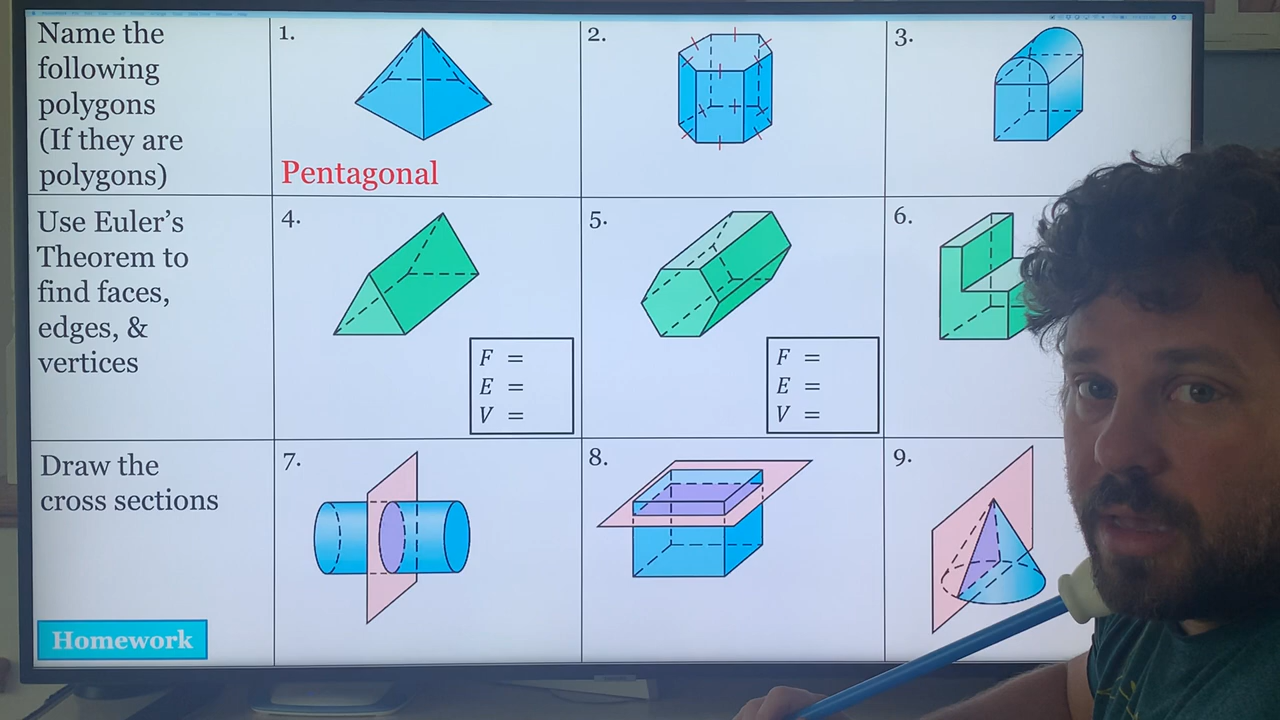 Name the
following
polygons
(If they are
polygons)
1.
Pentagonal
2.
3.
Use Euler's
Theorem to
find faces,
edges, &
vertices
4.
F =
E =
V =
5.
F =
E =
V =
6.
Draw the
cross sections
7.
8.
9.
Homework